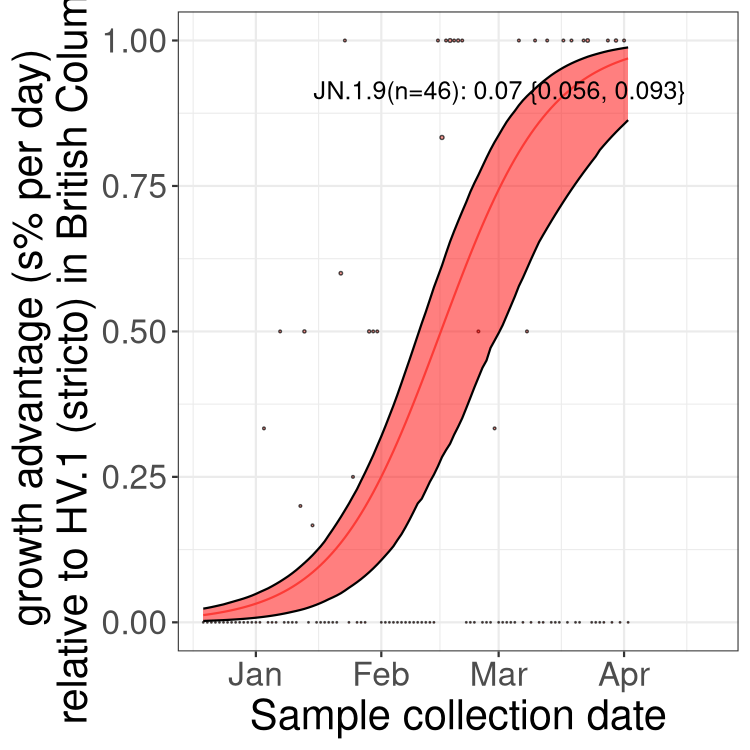 growth advantage (s% per day)
relative to HV.1 (stricto) in British Colum
1.00
0.75
0.50
0.25
0.00
JN.1.9(n=46): 0.07 {0.056, 0.093}
Jan Feb Mar Apr
Sample collection date